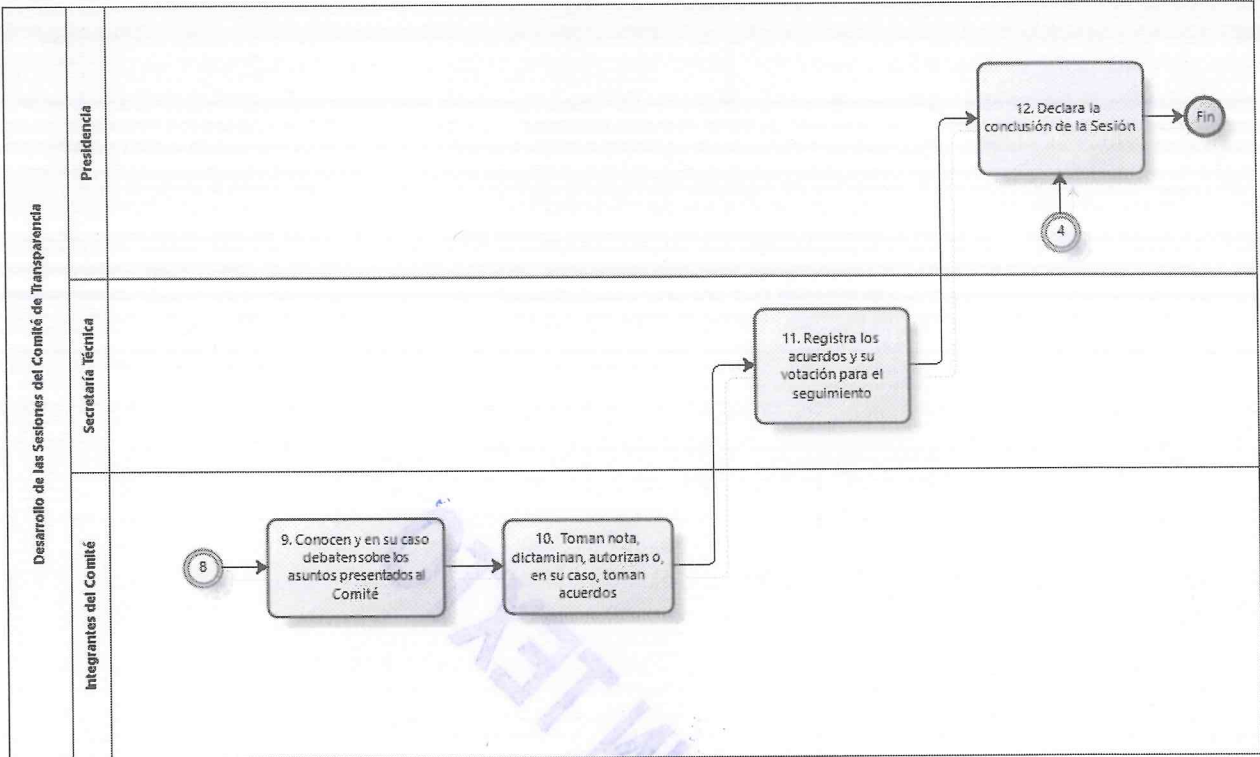 Desarrollo de las Sesiones del Comité de Transparencia
Presidencia
12. Declara la
conclusión de la Sesión
Fin
4
Secretaría Técnica
11. Registra los
acuerdos y su
votación para el
seguimiento
Integrantes del Comité
8
9. Conocen y en su caso
debaten sobre los
asuntos presentados al
Comité
10. Toman nota,
dictaminan, autorizan o,
en su caso, toman
acuerdos